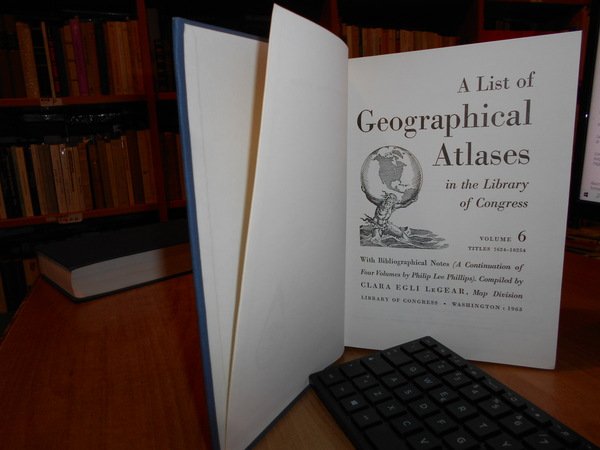 A List of
Geographical
Atlases
in the Library
of Congress
VOLUME 6
TITLES 7624-10254
With Bibliographical Notes (A Continuation of
Four Volumes by Philip Lee Phillips). Compiled by
CLARA EGLI LEGEAR, Map Division
LIBRARY OF CONGRESS • WASHINGTON : 1963